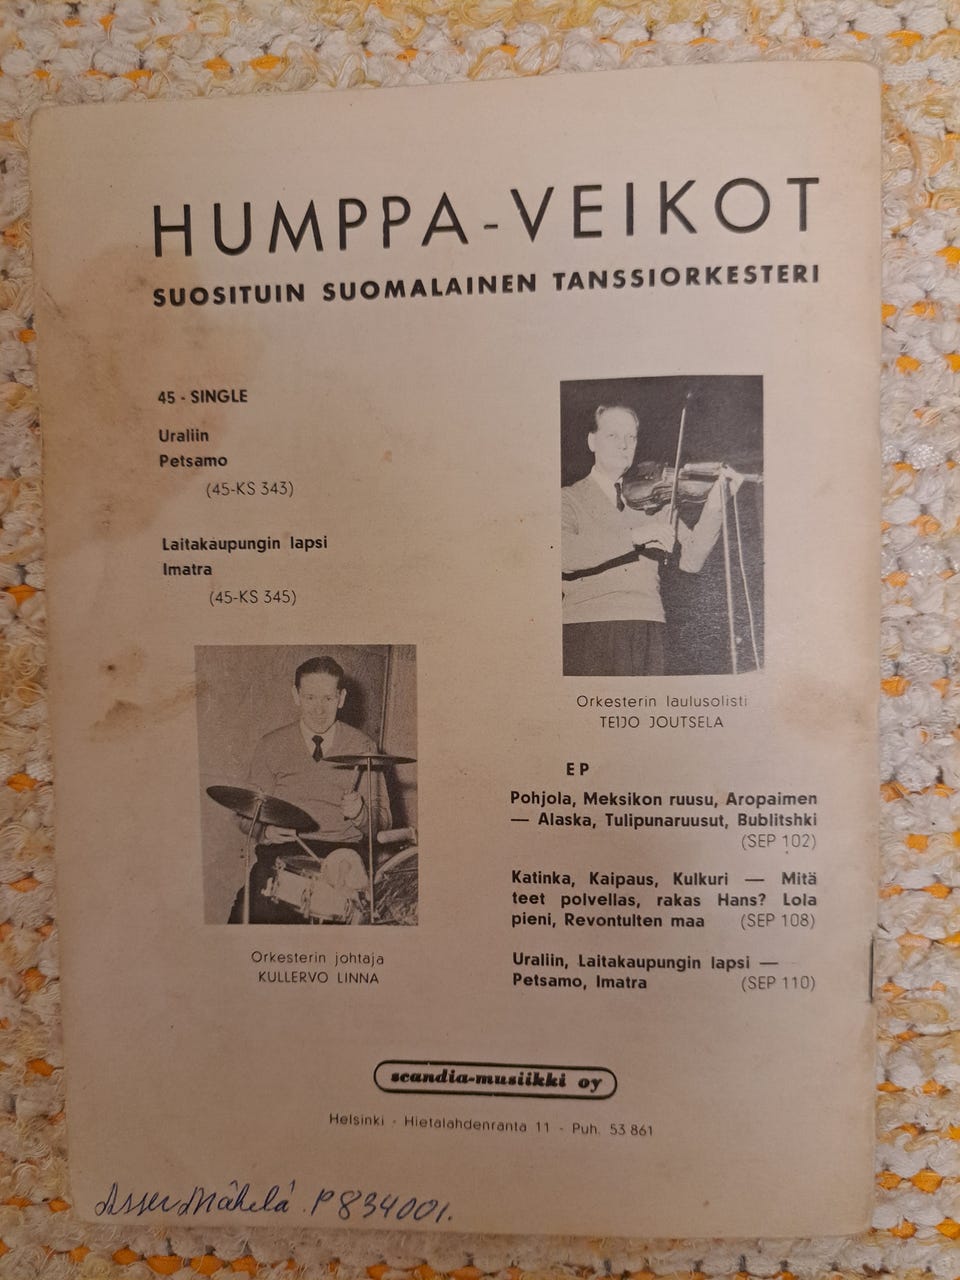 HUMPPA-VEIKOT
SUOSITUIN SUOMALAINEN TANSSIORKESTERI
45 - SINGLE
Uraliin
Petsamo
(45-KS 343)
Laitakaupungin lapsi
Imatra
(45-KS 345)
Orkesterin johtaja
KULLERVO LINNA
Orkesterin laulusolisti
TEIJO JOUTSELA
EP
Pohjola, Meksikon ruusu, Aropaimen
— Alaska, Tulipunaruusut, Bublitshki
(SEP 102)
Katinka, Kaipaus, Kulkuri — Mitä
teet polvellas, rakas Hans? Lola
pieni, Revontulten maa (SEP 108)
Uraliin, Laitakaupungin lapsi —
Petsamo, Imatra (SEP 110)
scandia-musiikki oy
Helsinki - Hietalahdenranta 11 - Puh. 53 861
Asser Mähelä P834001.